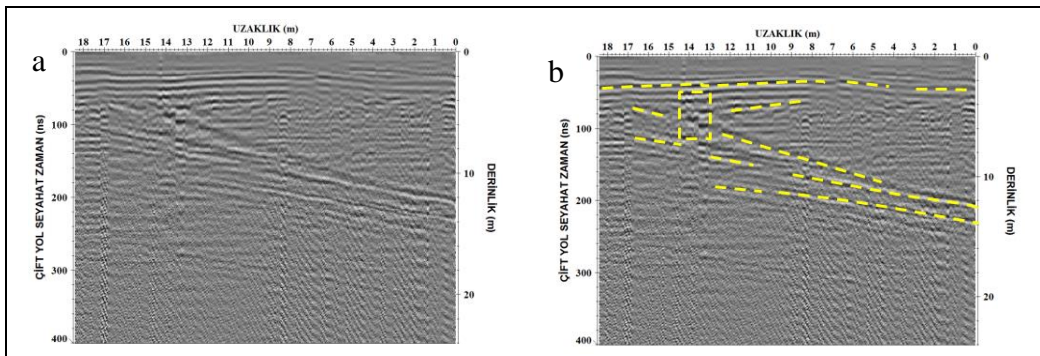 UZAKLIK (m)
18 17 16 15 14 13 12 11 10 9 8 7 6 5 4 3 2 1 0
a
0
100
200
300
400
ÇİFT YOL SEYAHAT ZAMAN (ns)
10
20
DERİNLİK (m)
UZAKLIK (m)
18 17 16 15 14 13 12 11 10 9 8 7 6 5 4 3 2 1 0
b
0
100
200
300
400
ÇİFT YOL SEYAHAT ZAMAN (ns)
0
10
20
DERİNLİK (m)